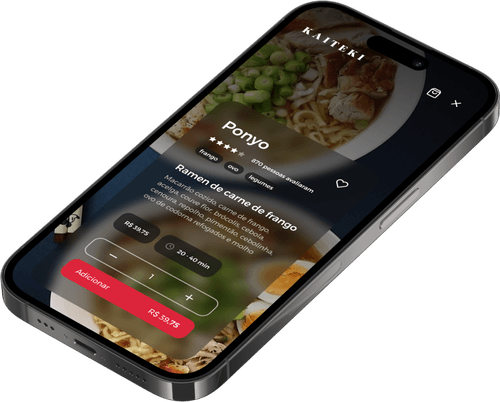 KAITEKI
Ponyo
870 pessoas avaliaram
frango
ovo
legumes
Ramen de carne de frango
Macarrão cozido, carne de frango,
acelga, couve flor, brócolis, cebola,
cenoura, repolho, pimentão, cebolinha,
ovo de codorna refogados e molho
R$ 39,75
20 - 40 min
1
Adicionar
R$ 39,75